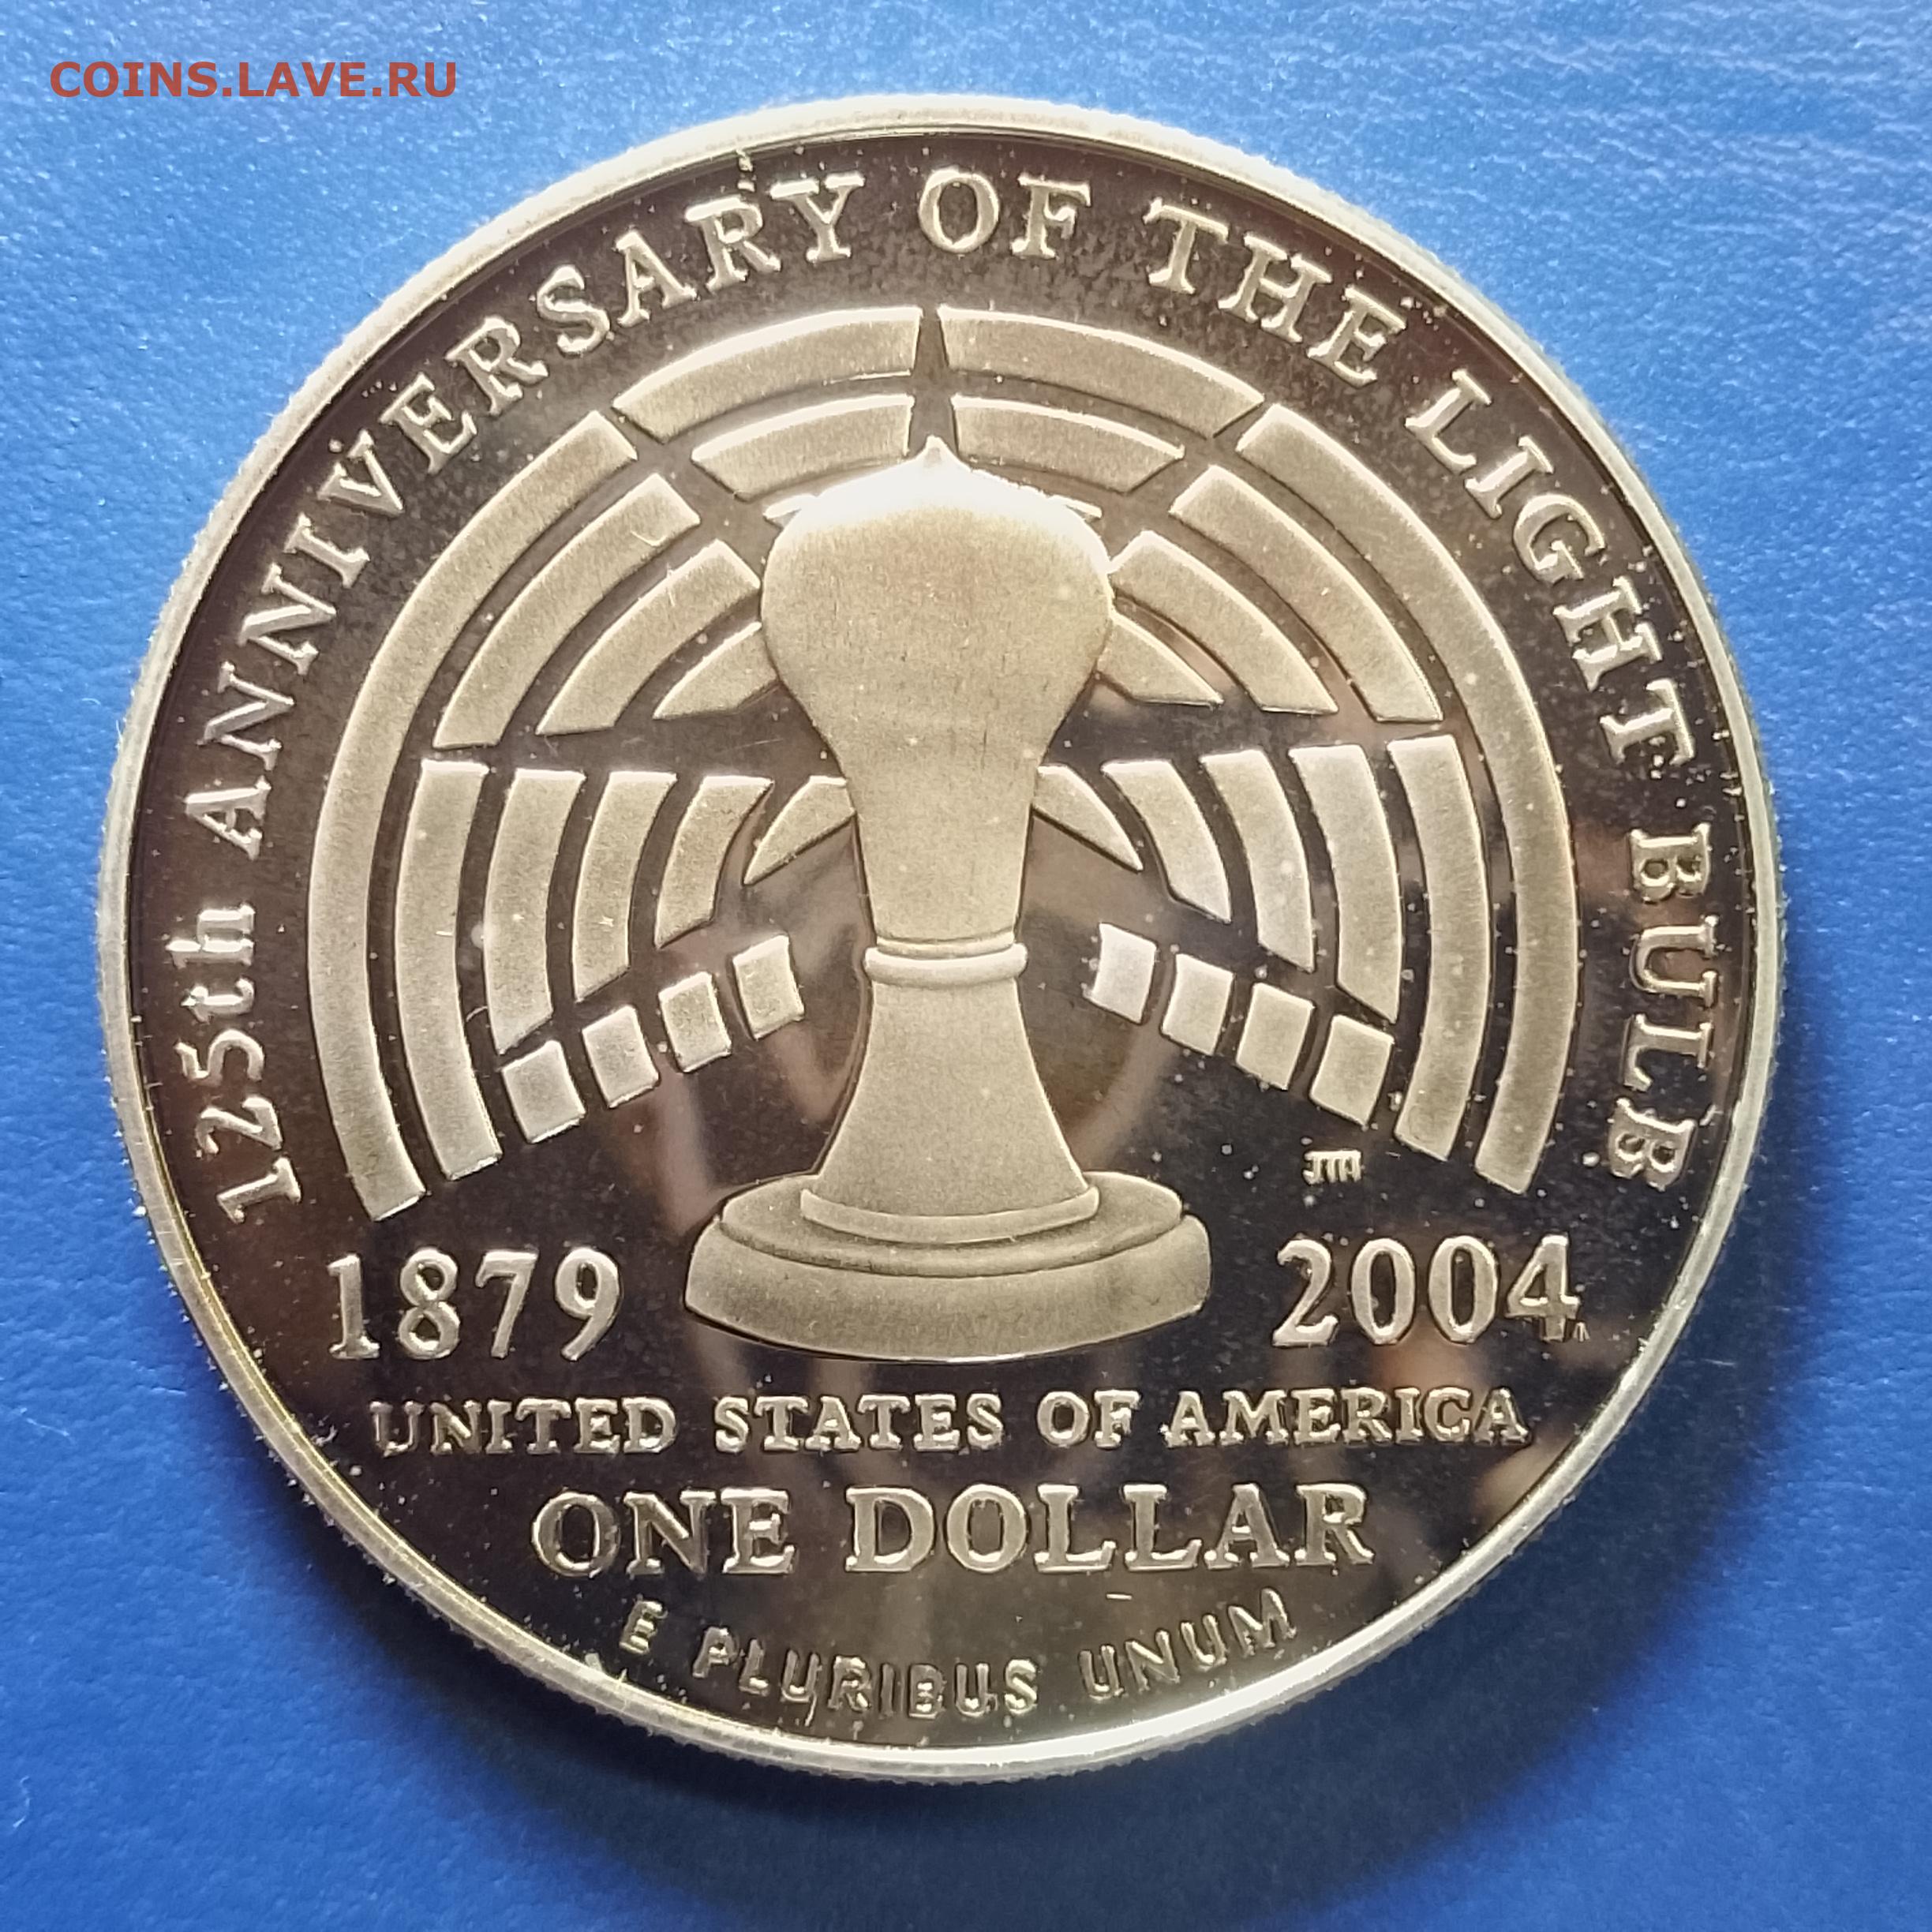 COINS.LAVE.RU
125th ANNIVERSARY OF THE LIGHT BULB
JM
1879 2004
UNITED STATES OF AMERICA
ONE DOLLAR
E PLURIBUS UNUM